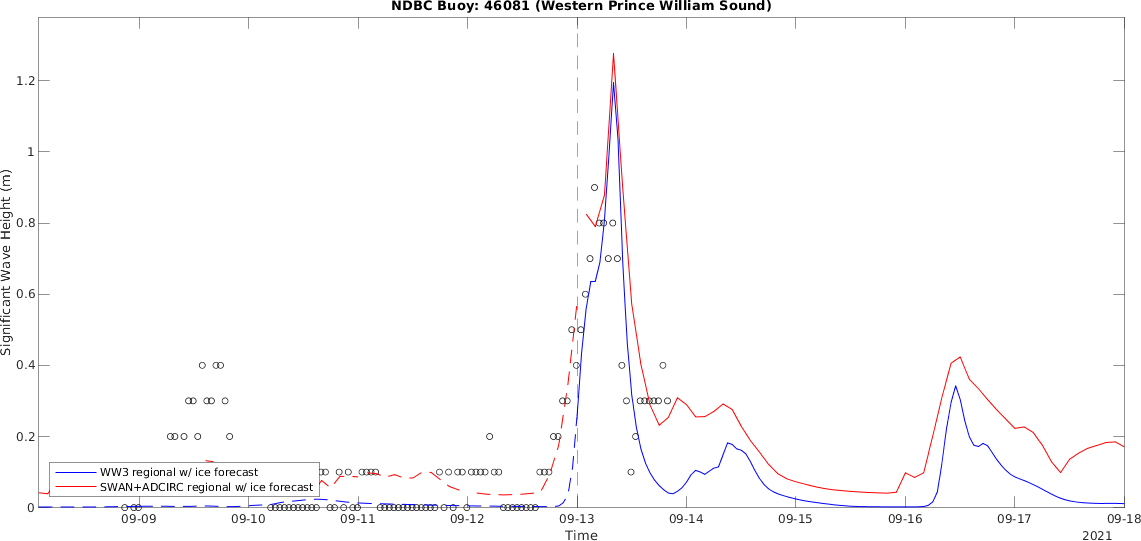 NDBC Buoy: 46081 (Western Prince William Sound)
Significant Wave Height (m)
1.2
1
0.8
0.6
0.4
0.2
0
WW3 regional w/ ice forecast
SWAN+ADCIRC regional w/ ice forecast
09-09 09-10 09-11 09-12 09-13 09-14 09-15 09-16 09-17 09-18
Time
2021